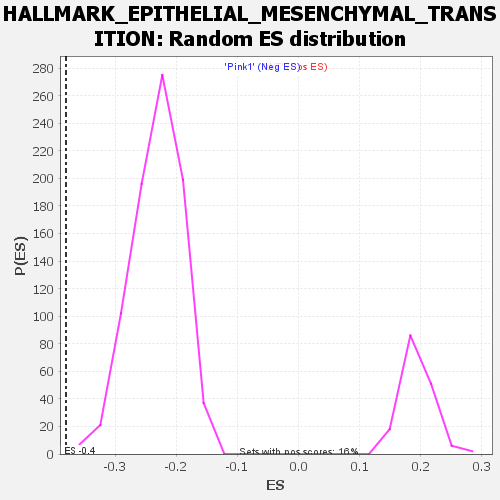 HALLMARK_EPITHELIAL_MESENCHYMAL_TRANS
ITION: Random ES distribution
'Pink1' (Neg ES)
os ES)
280
260
240
220
200
180
160
140
120
100
80
60
40
20
0
P(ES)
ES -0.4
Sets with pos scores: 16%
-0.3
-0.2
-0.1
0.0
0.1
0.2
0.3
ES